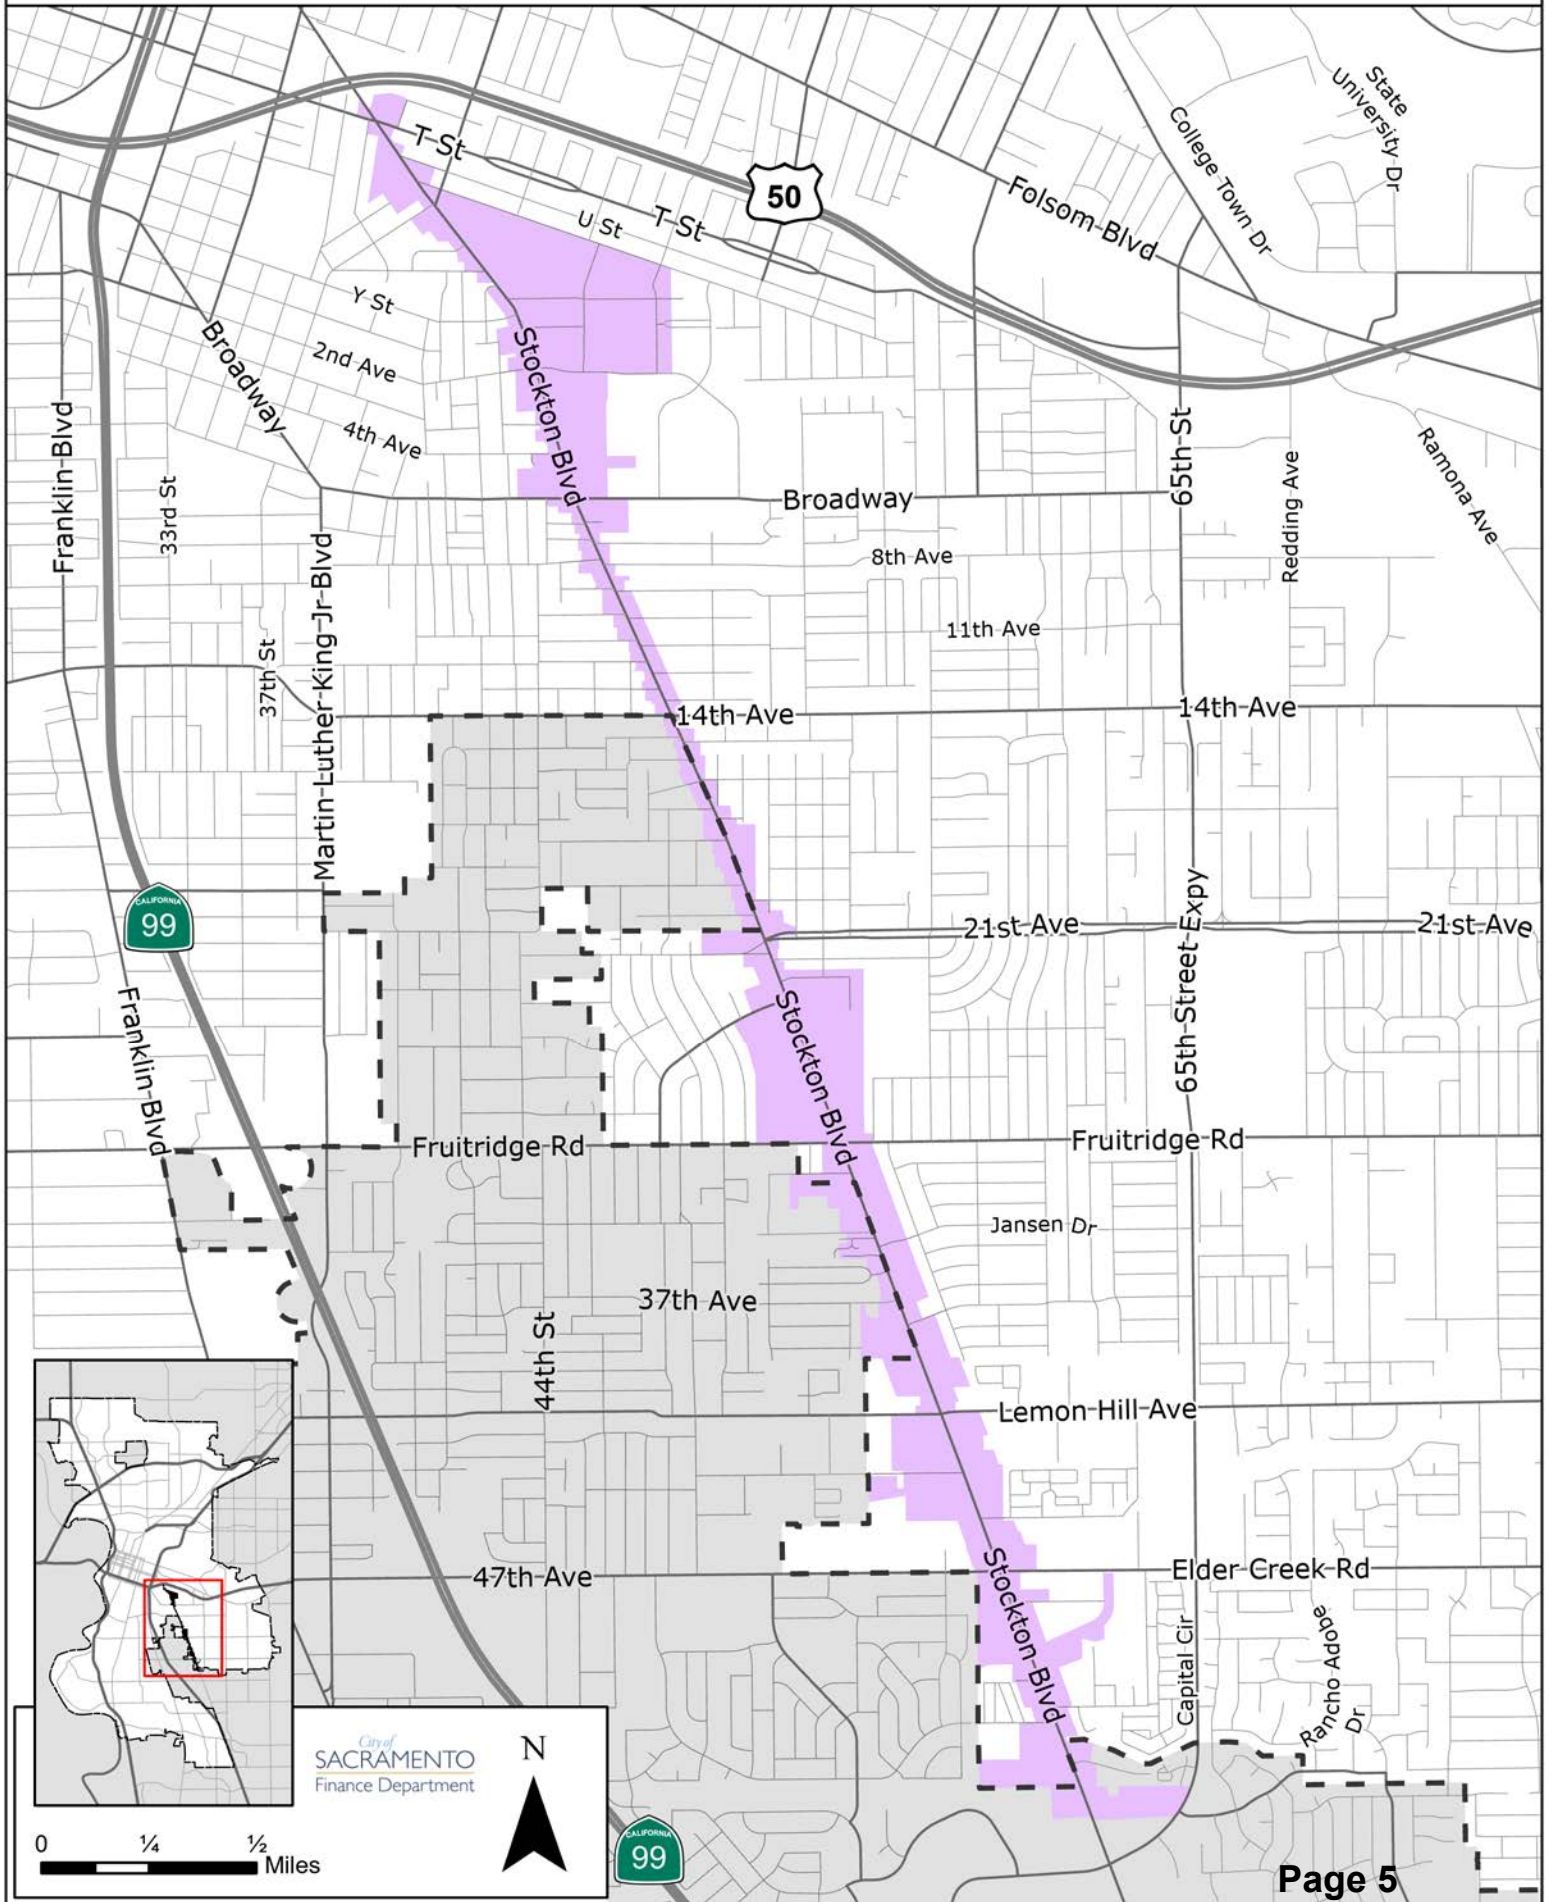 State
University Dr
College Town Dr
T St
50
Folsom Blvd
U St
T St
Y St
2nd Ave
Broadway
Stockton Blvd
4th Ave
Franklin Blvd
65th St
Redding Ave
Ramona Ave
33rd St
Broadway
8th Ave
Martin Luther King Jr Blvd
37th St
11th Ave
14th Ave
14th Ave
CALIFORNIA
99
21st Ave
21st Ave
65th Street Expy
Franklin Blvd
Stockton Blvd
Fruitridge Rd
Fruitridge Rd
Jansen Dr
37th Ave
44th St
Lemon Hill Ave
47th Ave
Stockton Blvd
Elder Creek Rd
Capital Cir
Rancho Adobe
Dr
City of
SACRAMENTO
Finance Department
N
0 ¼ ½
Miles
CALIFORNIA
99
Page 5